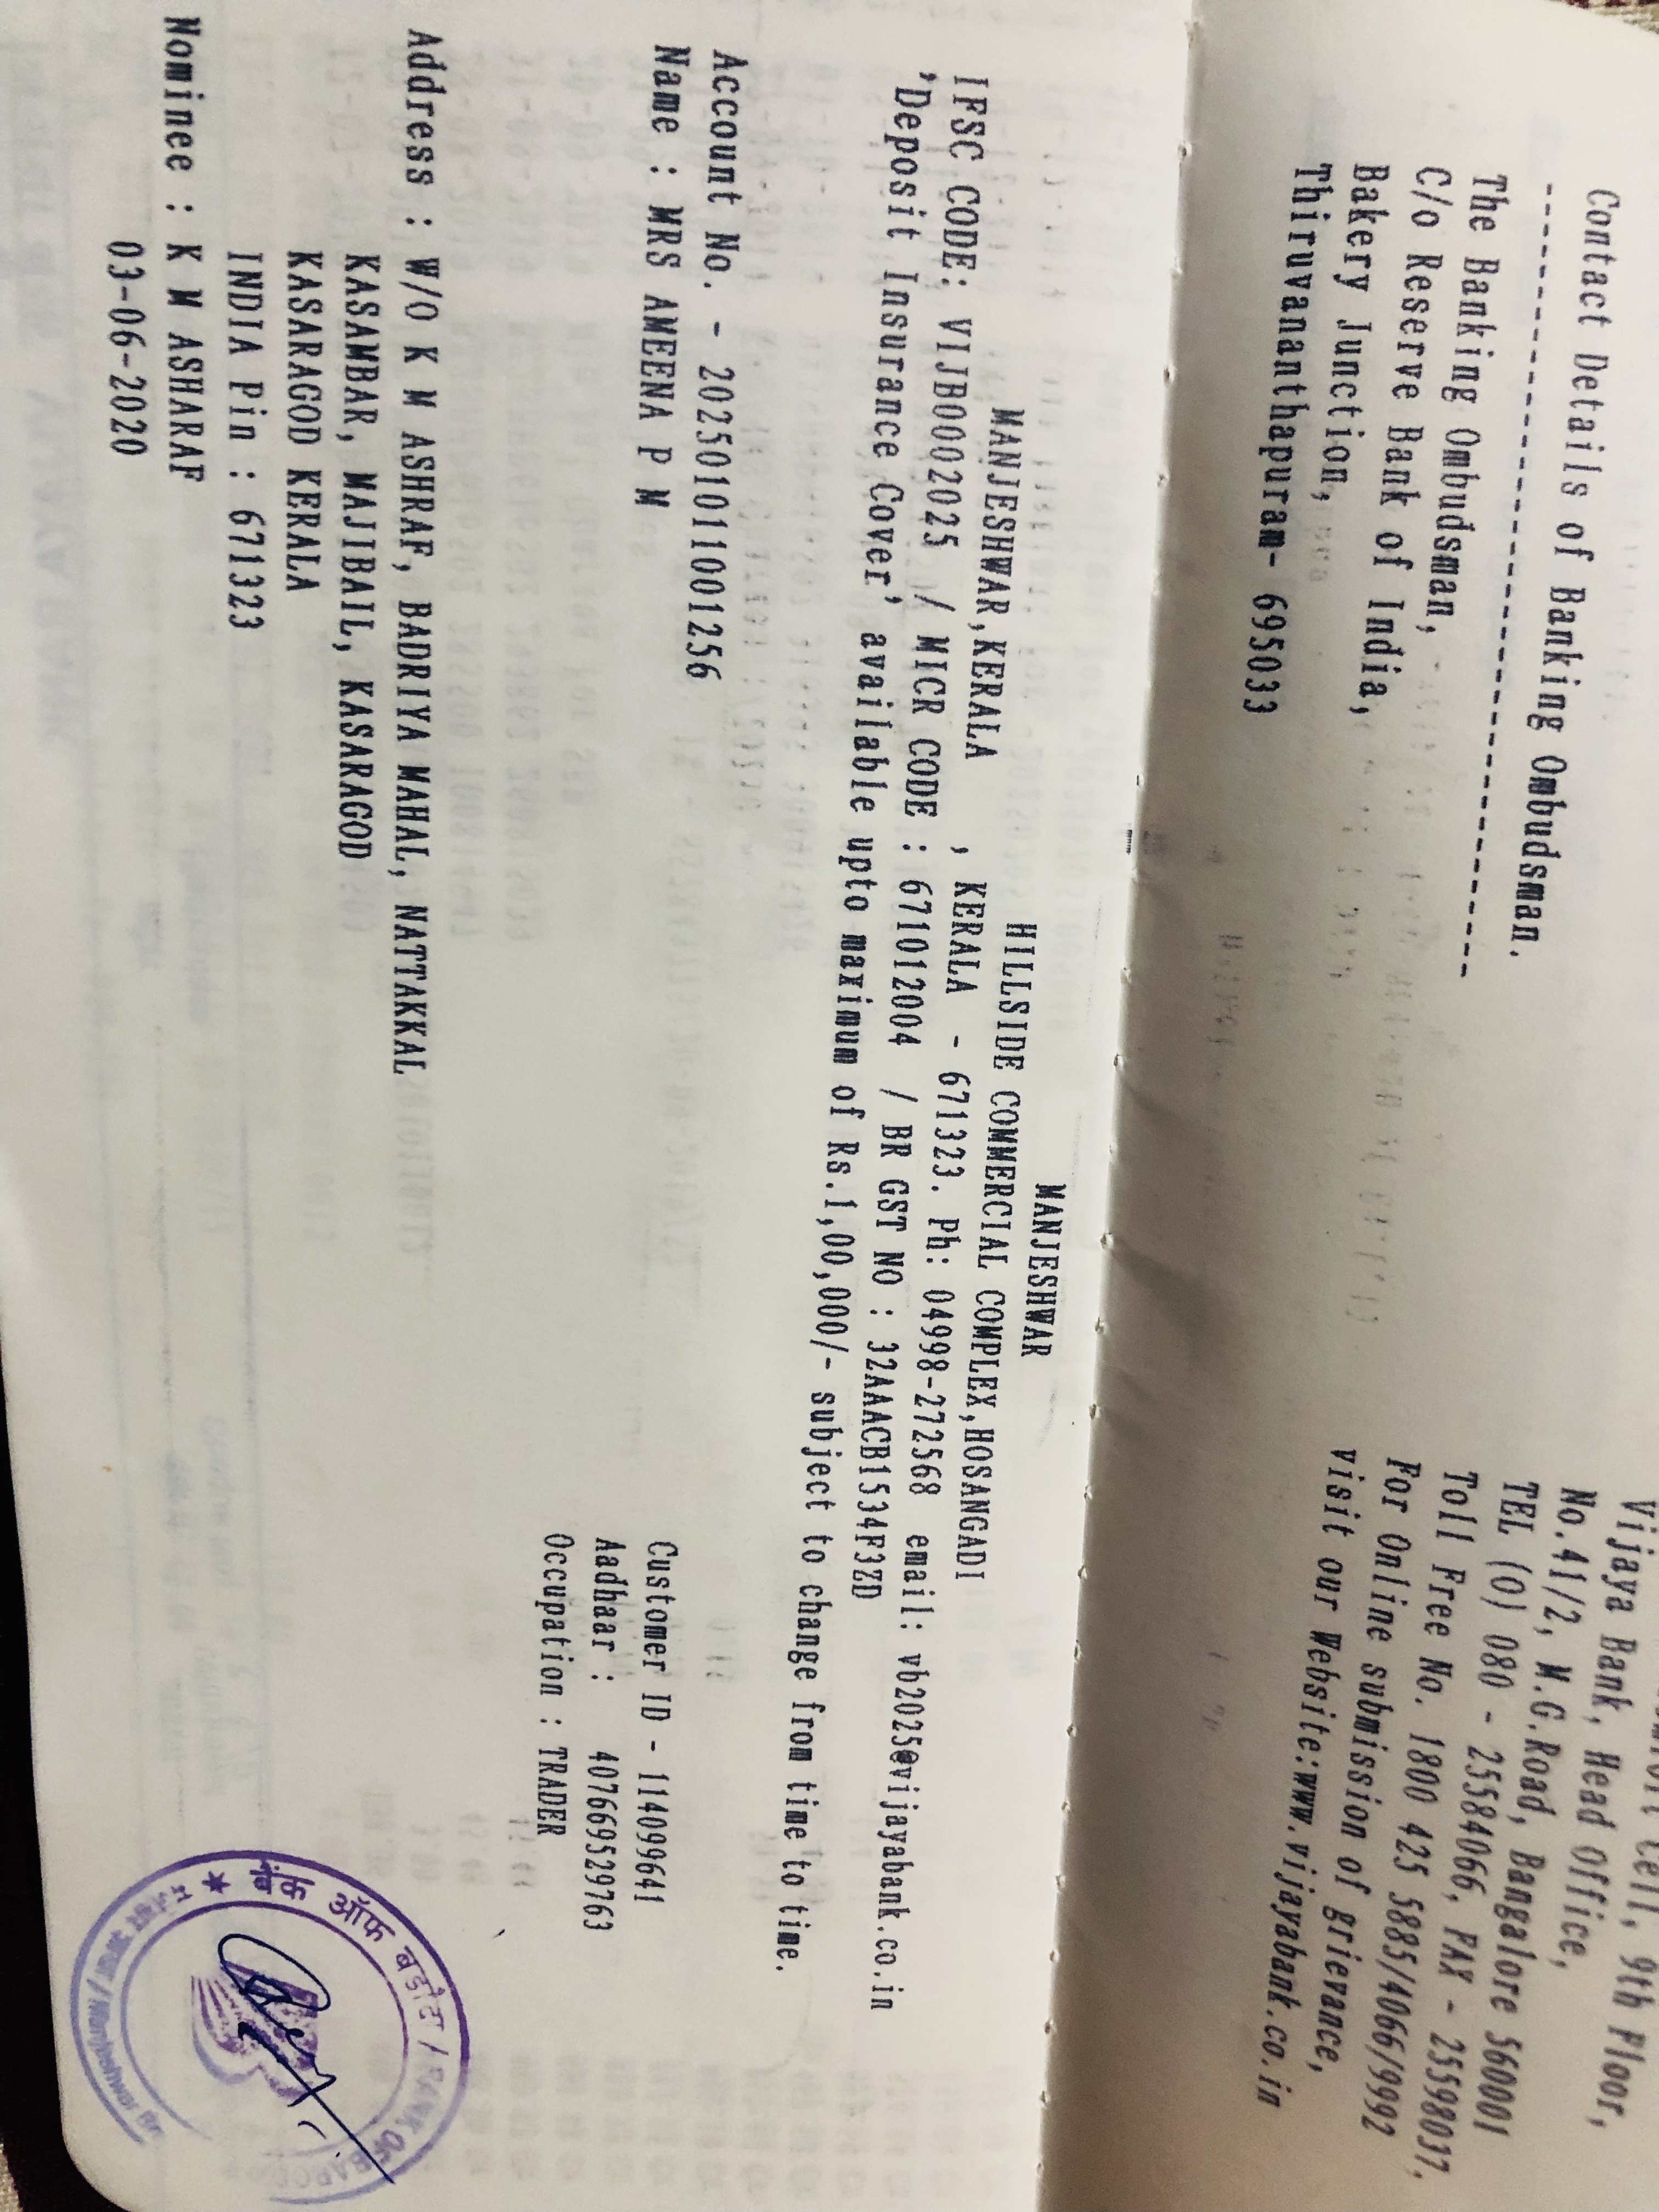 Contact Details of Banking Ombudsman.
The Banking Ombudsman,
C/o Reserve Bank of India,
Bakery Junction,
Thiruvananthapuram- 695033
Cell, 9th Floor,
Vijaya Bank, Head Office,
No.41/2, M.G.Road, Bangalore 560001
TEL (O) 080 - 25584066, FAX - 25598037,
Toll Free No. 1800 425 5885/4066/9992
For Online submission of grievance,
visit our Website:www.vijayabank.co.in
MANJESHWAR
HILLSIDE COMMERCIAL COMPLEX,HOSANGADI
MANJESHWAR,KERALA , KERALA - 671323. Ph: 04998-272568 email: vb2025@vijayabank.co.in
IFSC CODE: VIJB0002025 / MICR CODE : 671012004 / BR GST NO : 32AAACB1534F3ZD
'Deposit Insurance Cover' available upto maximum of Rs.1,00,000/- subject to change from time to time.
Account No. - 202501011001256 Customer ID - 114099641
Name : MRS AMEENA P M Aadhaar : 407669529763
Occupation : TRADER
Address : W/O K M ASHRAF, BADRIYA MAHAL, NATTAKKAL
KASAMBAR, MAJIBAIL, KASARAGOD
KASARAGOD KERALA
INDIA Pin : 671323
Nominee : K M ASHARAF
03-06-2020
बैंक ऑफ बड़ौदा / BANK OF BARO
Manjeshwar Br.